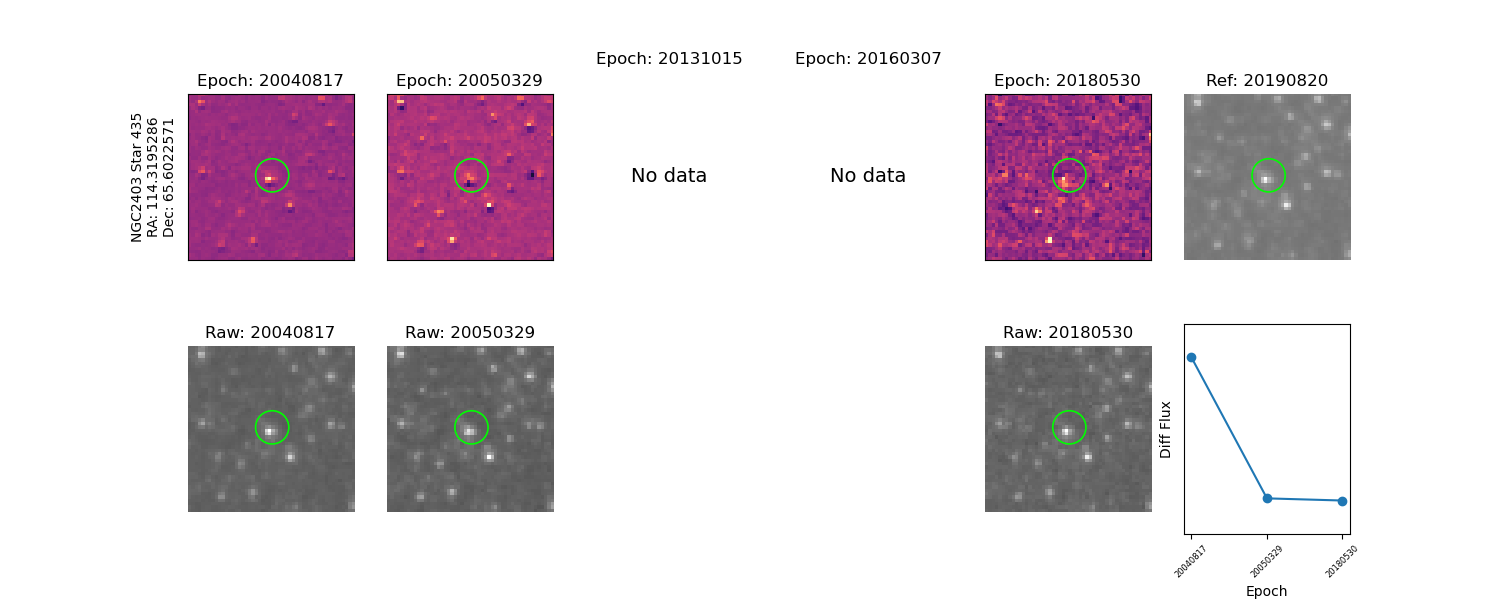 Epoch: 20040817
Epoch: 20050329
Epoch: 20131015
Epoch: 20160307
Epoch: 20180530
Ref: 20190820
NGC2403 Star 435
RA: 114.3195286
Dec: 65.6022571
No data
No data
Raw: 20040817
Raw: 20050329
Raw: 20180530
Diff Flux
20040817
20050329
20180530
Epoch